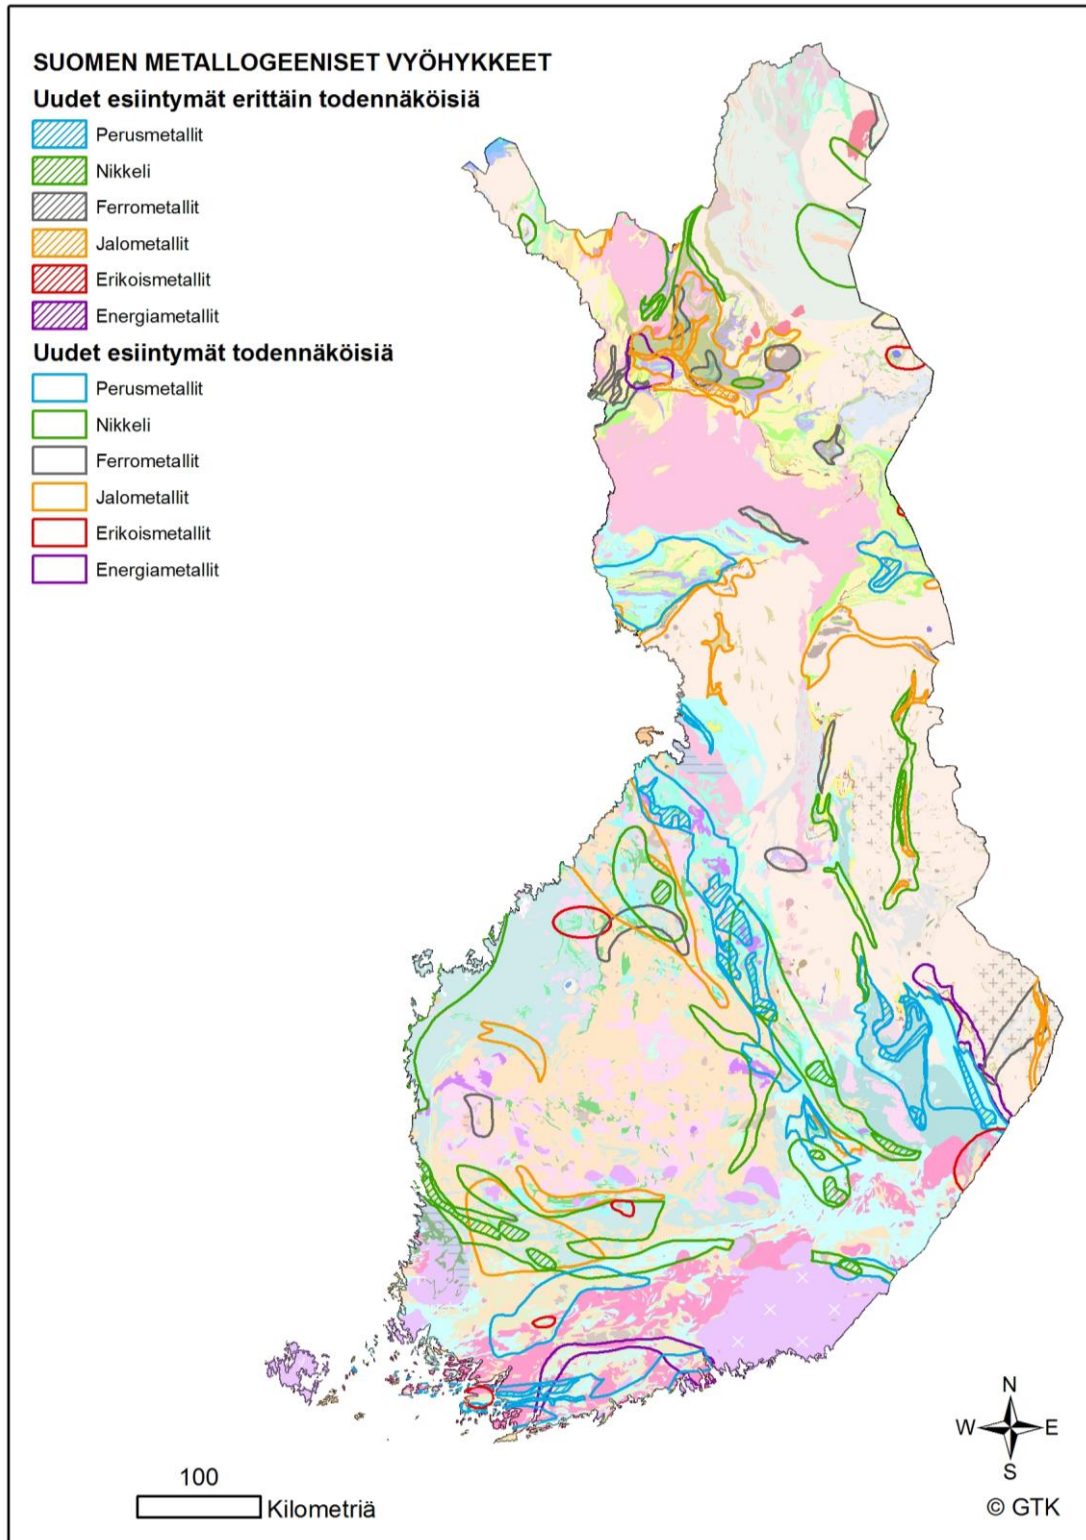 SUOMEN METALLOGEENISET VYÖHYKKEET
Uudet esiintymät erittäin todennäköisiä
Perusmetallit
Nikkeli
Ferrometallit
Jalometallit
Erikoismetallit
Energiametallit
Uudet esiintymät todennäköisiä
Perusmetallit
Nikkeli
Ferrometallit
Jalometallit
Erikoismetallit
Energiametallit
N
W E
S
100
Kilometriä
© GTK